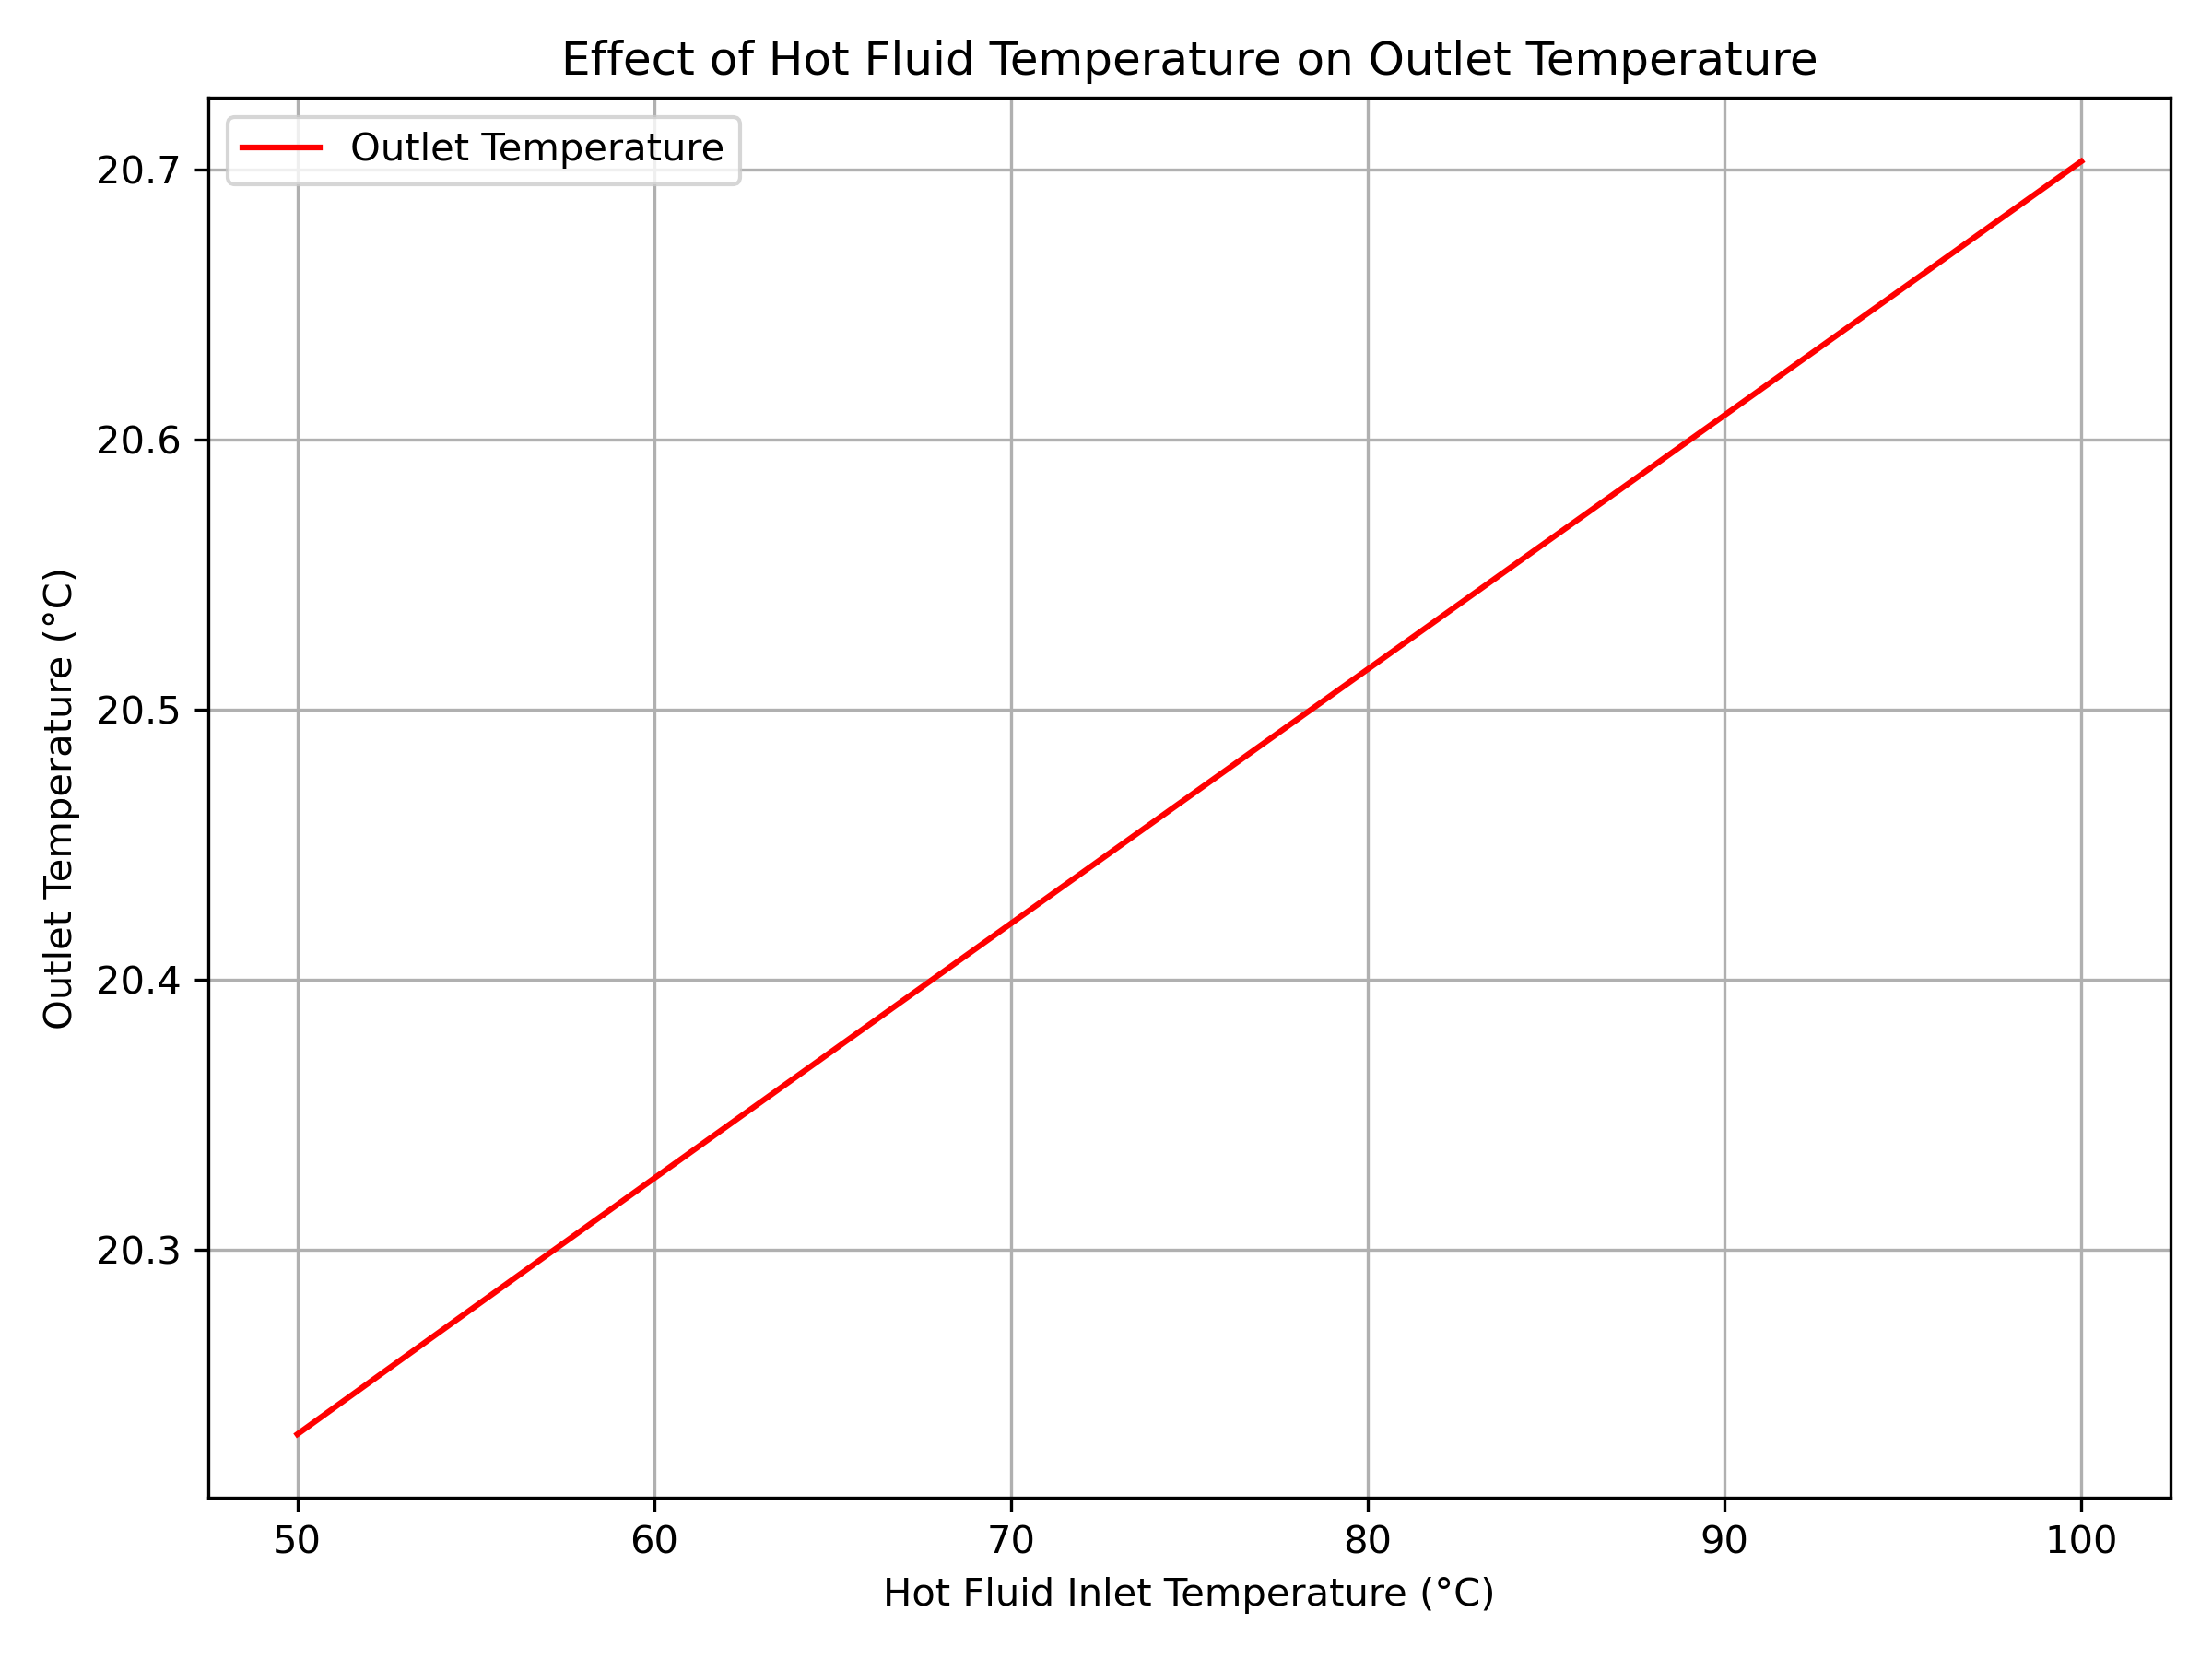 Effect of Hot Fluid Temperature on Outlet Temperature
Outlet Temperature
20.7
20.6
20.5
20.4
20.3
Outlet Temperature (°C)
50 60 70 80 90 100
Hot Fluid Inlet Temperature (°C)